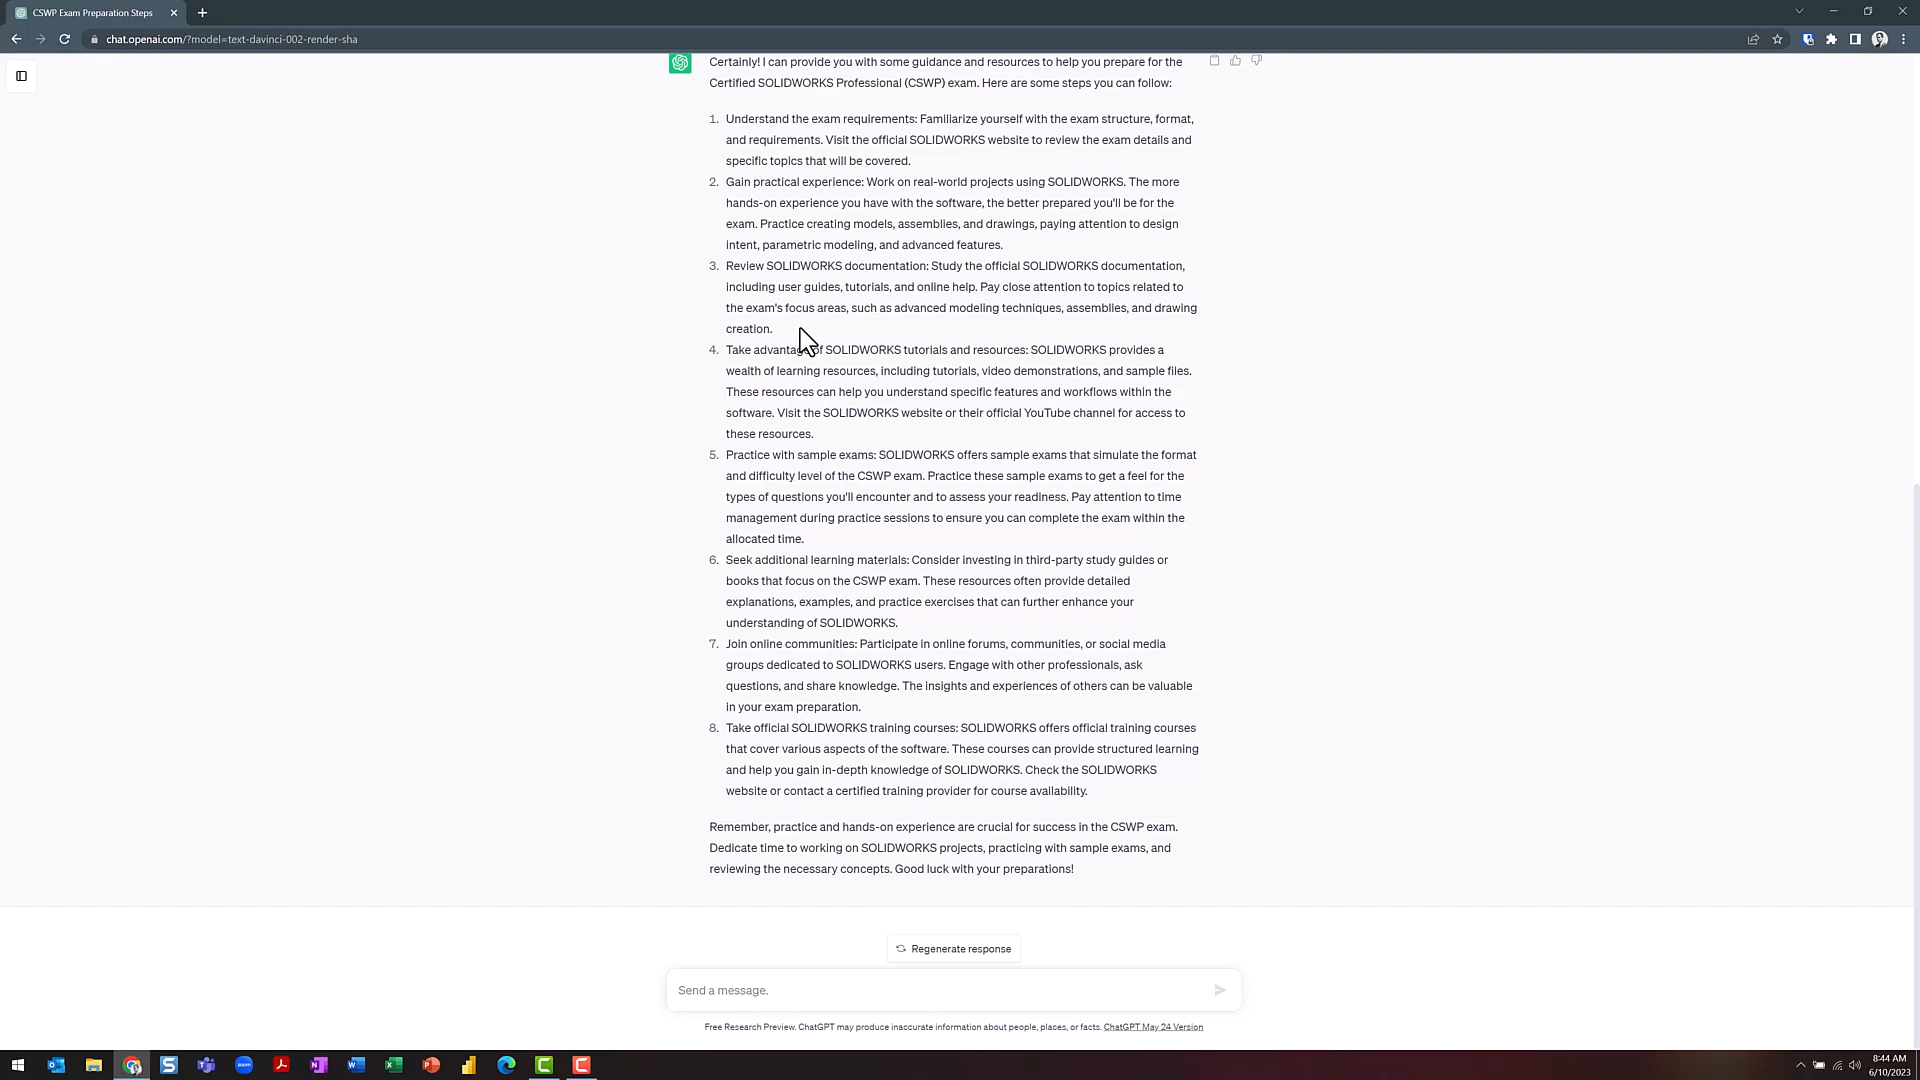 CSWP Exam Preparation Steps
chat.openai.com/?model=text-davinci-002-render-sha
Certainly! I can provide you with some guidance and resources to help you prepare for the
Certified SOLIDWORKS Professional (CSWP) exam. Here are some steps you can follow:
1. Understand the exam requirements: Familiarize yourself with the exam structure, format,
and requirements. Visit the official SOLIDWORKS website to review the exam details and
specific topics that will be covered.
2. Gain practical experience: Work on real-world projects using SOLIDWORKS. The more
hands-on experience you have with the software, the better prepared you'll be for the
exam. Practice creating models, assemblies, and drawings, paying attention to design
intent, parametric modeling, and advanced features.
3. Review SOLIDWORKS documentation: Study the official SOLIDWORKS documentation,
including user guides, tutorials, and online help. Pay close attention to topics related to
the exam's focus areas, such as advanced modeling techniques, assemblies, and drawing
creation.
4. Take advantage of SOLIDWORKS tutorials and resources: SOLIDWORKS provides a
wealth of learning resources, including tutorials, video demonstrations, and sample files.
These resources can help you understand specific features and workflows within the
software. Visit the SOLIDWORKS website or their official YouTube channel for access to
these resources.
5. Practice with sample exams: SOLIDWORKS offers sample exams that simulate the format
and difficulty level of the CSWP exam. Practice these sample exams to get a feel for the
types of questions you'll encounter and to assess your readiness. Pay attention to time
management during practice sessions to ensure you can complete the exam within the
allocated time.
6. Seek additional learning materials: Consider investing in third-party study guides or
books that focus on the CSWP exam. These resources often provide detailed
explanations, examples, and practice exercises that can further enhance your
understanding of SOLIDWORKS.
7. Join online communities: Participate in online forums, communities, or social media
groups dedicated to SOLIDWORKS users. Engage with other professionals, ask
questions, and share knowledge. The insights and experiences of others can be valuable
in your exam preparation.
8. Take official SOLIDWORKS training courses: SOLIDWORKS offers official training courses
that cover various aspects of the software. These courses can provide structured learning
and help you gain in-depth knowledge of SOLIDWORKS. Check the SOLIDWORKS
website or contact a certified training provider for course availability.
Remember, practice and hands-on experience are crucial for success in the CSWP exam.
Dedicate time to working on SOLIDWORKS projects, practicing with sample exams, and
reviewing the necessary concepts. Good luck with your preparations!
Regenerate response
Send a message.
Free Research Preview. ChatGPT may produce inaccurate information about people, places, or facts. ChatGPT May 24 Version
8:44 AM
6/10/2023